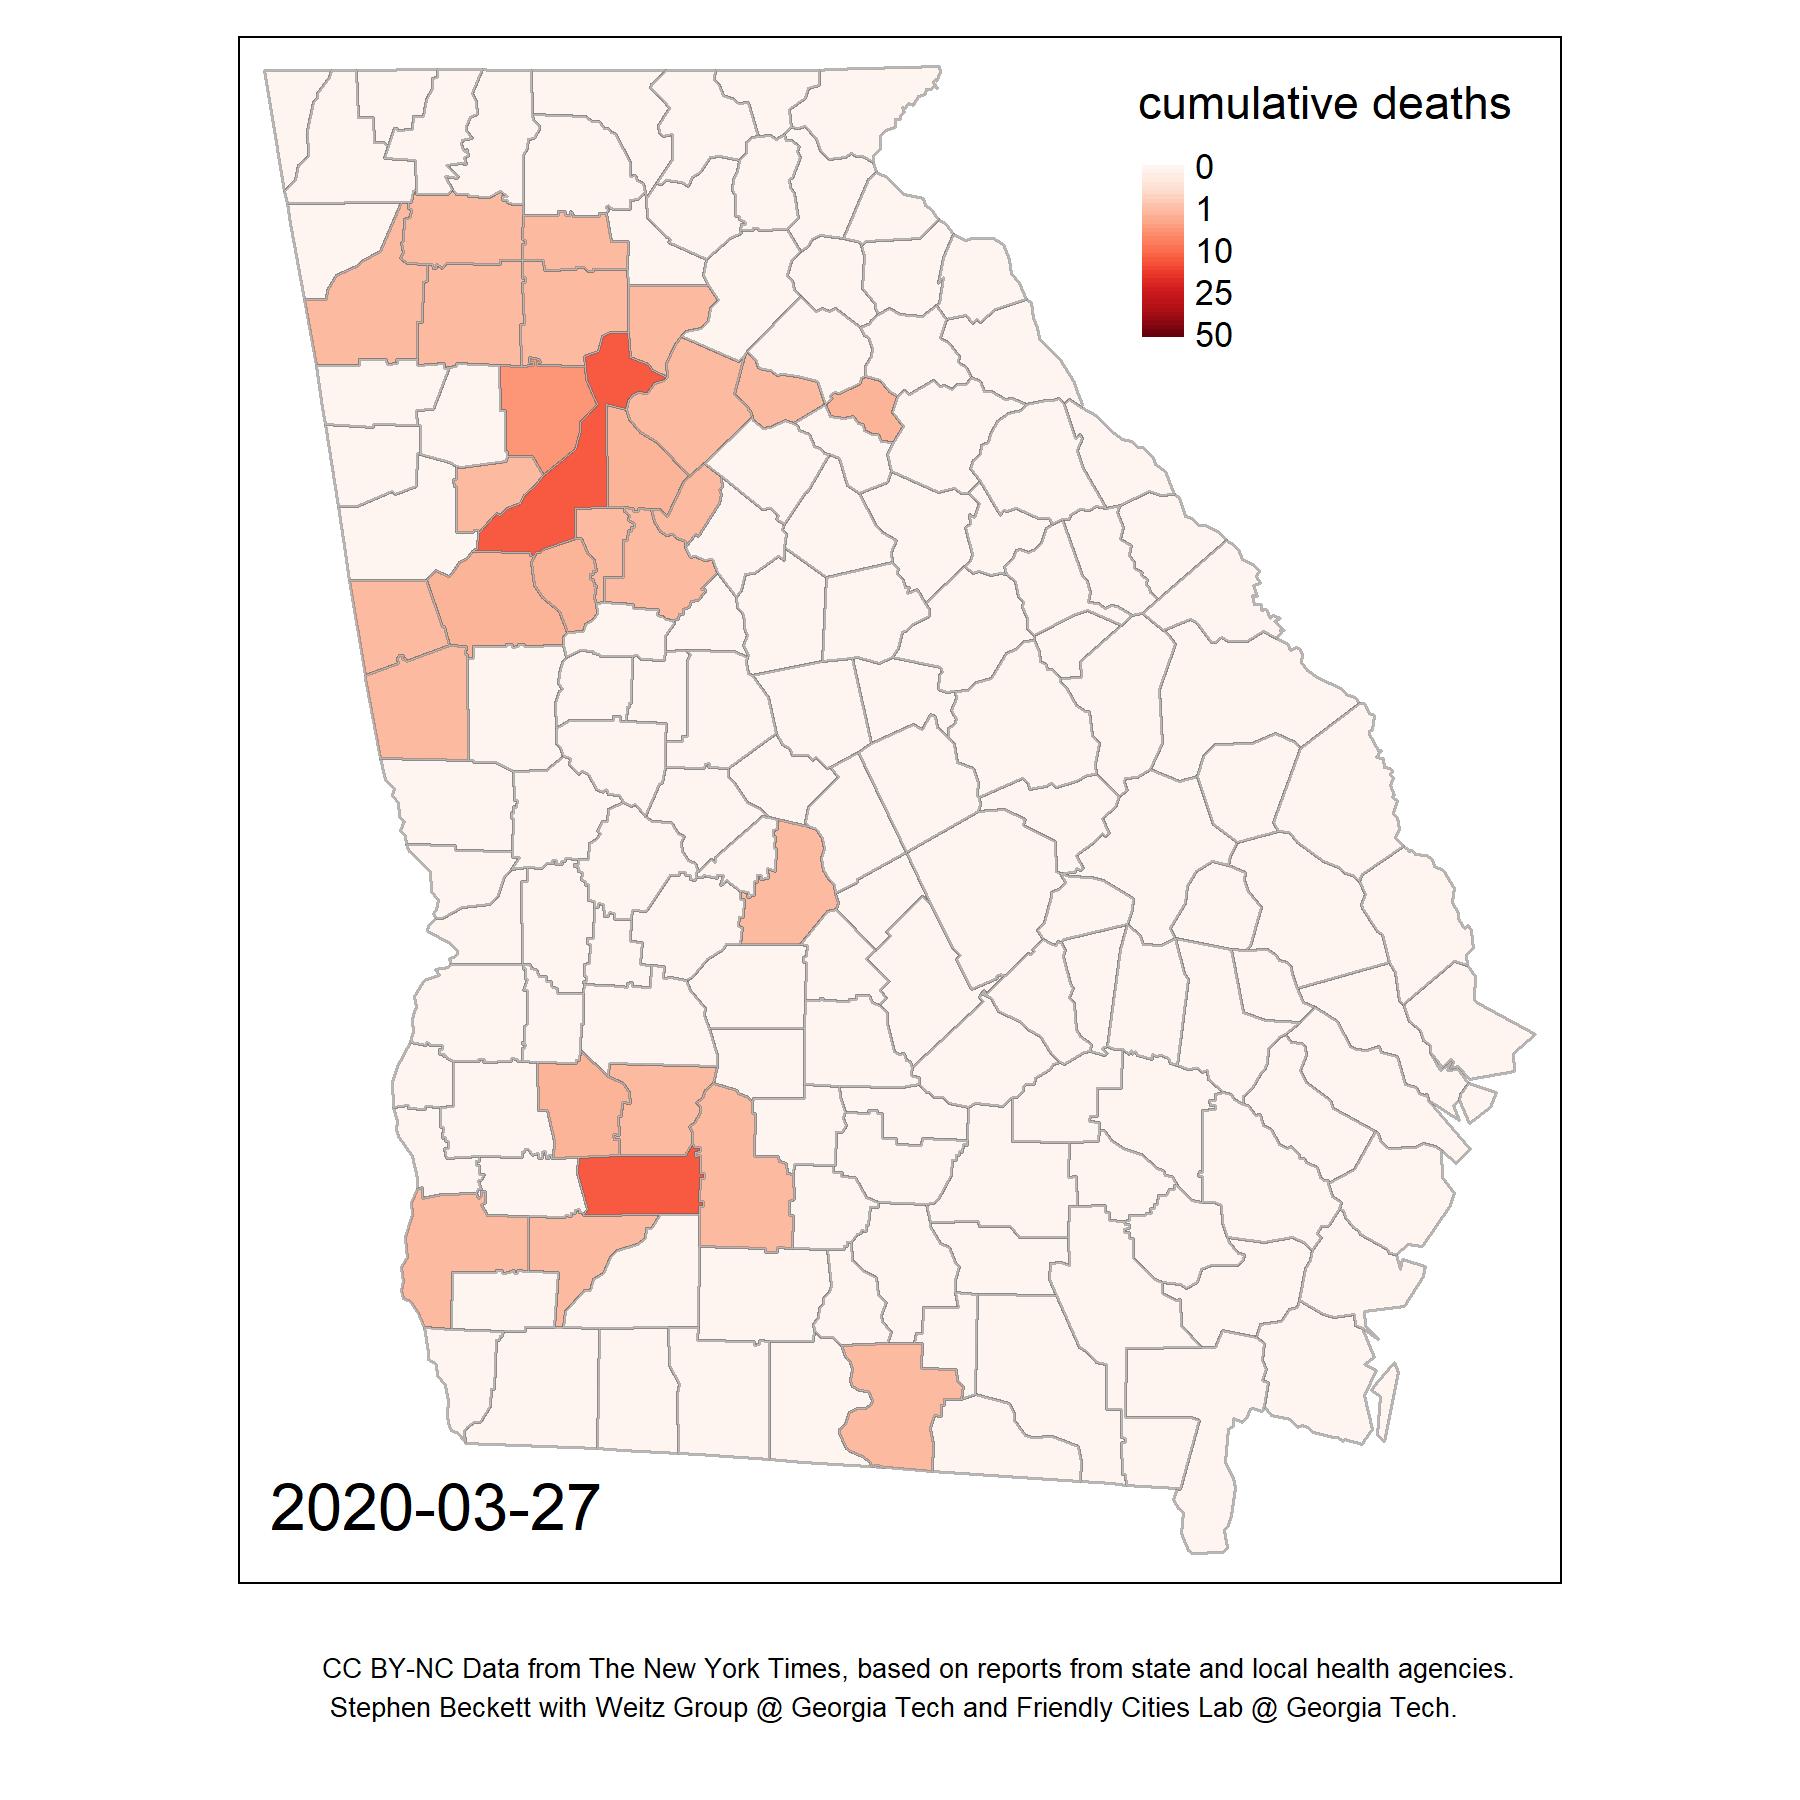 cumulative deaths
0
1
10
25
50
2020-03-27
CC BY-NC Data from The New York Times, based on reports from state and local health agencies.
Stephen Beckett with Weitz Group @ Georgia Tech and Friendly Cities Lab @ Georgia Tech.